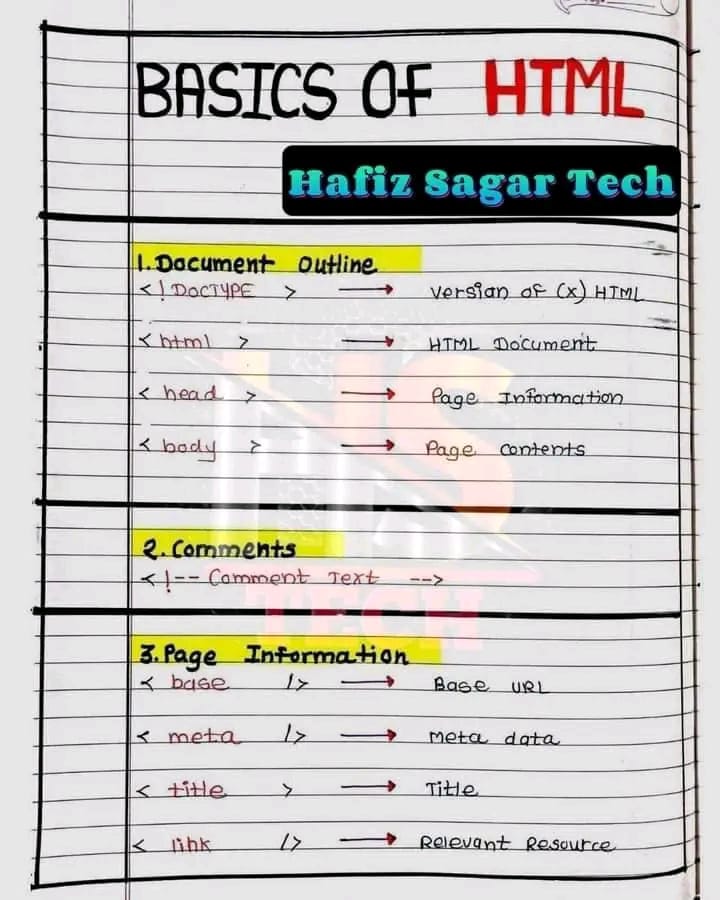 BASICS OF HTML
Hafiz Sagar Tech
1. Document Outline
<! DOCTYPE > → Version of (X) HTML
< html > → HTML Document
< head > → Page Information
< body > → Page contents
2. Comments
<!-- Comment Text -->
3. Page Information
< base /> → Base URL
< meta /> → Meta data
< title > → Title
< link /> → Relevant Resource
HS
TECH